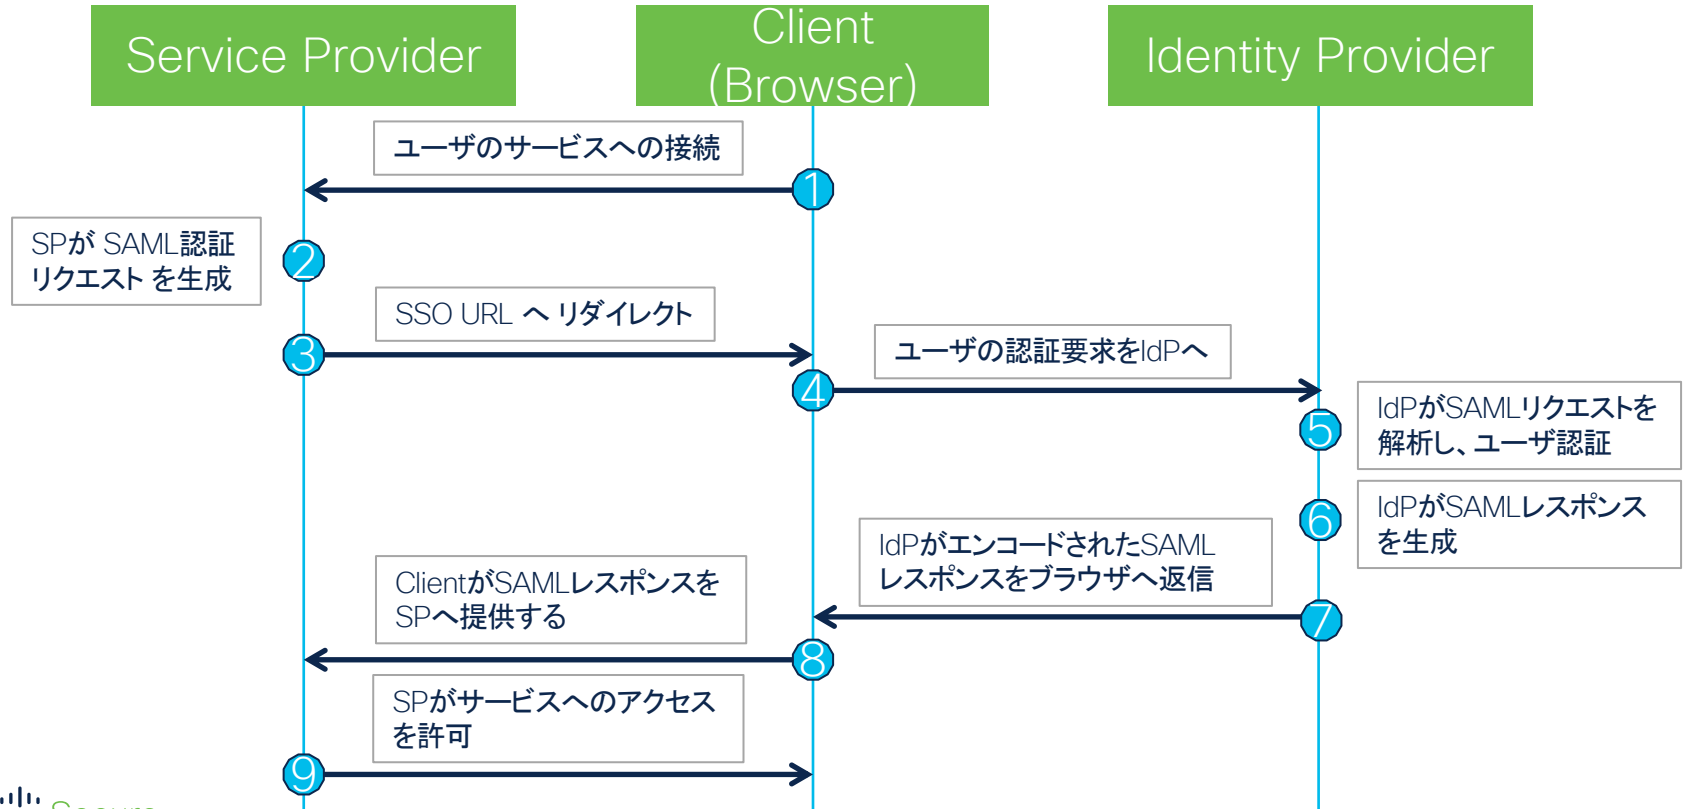 Service Provider
Client
(Browser)
Identity Provider
ユーザのサービスへの接続
1
SPが SAML認証
リクエスト を生成
2
SSO URL へ リダイレクト
3
ユーザの認証要求をIdPへ
4
IdPがSAMLリクエストを
解析し、ユーザ認証
5
IdPがSAMLレスポンス
を生成
6
IdPがエンコードされたSAML
レスポンスをブラウザへ返信
7
ClientがSAMLレスポンスを
SPへ提供する
8
SPがサービスへのアクセス
を許可
9